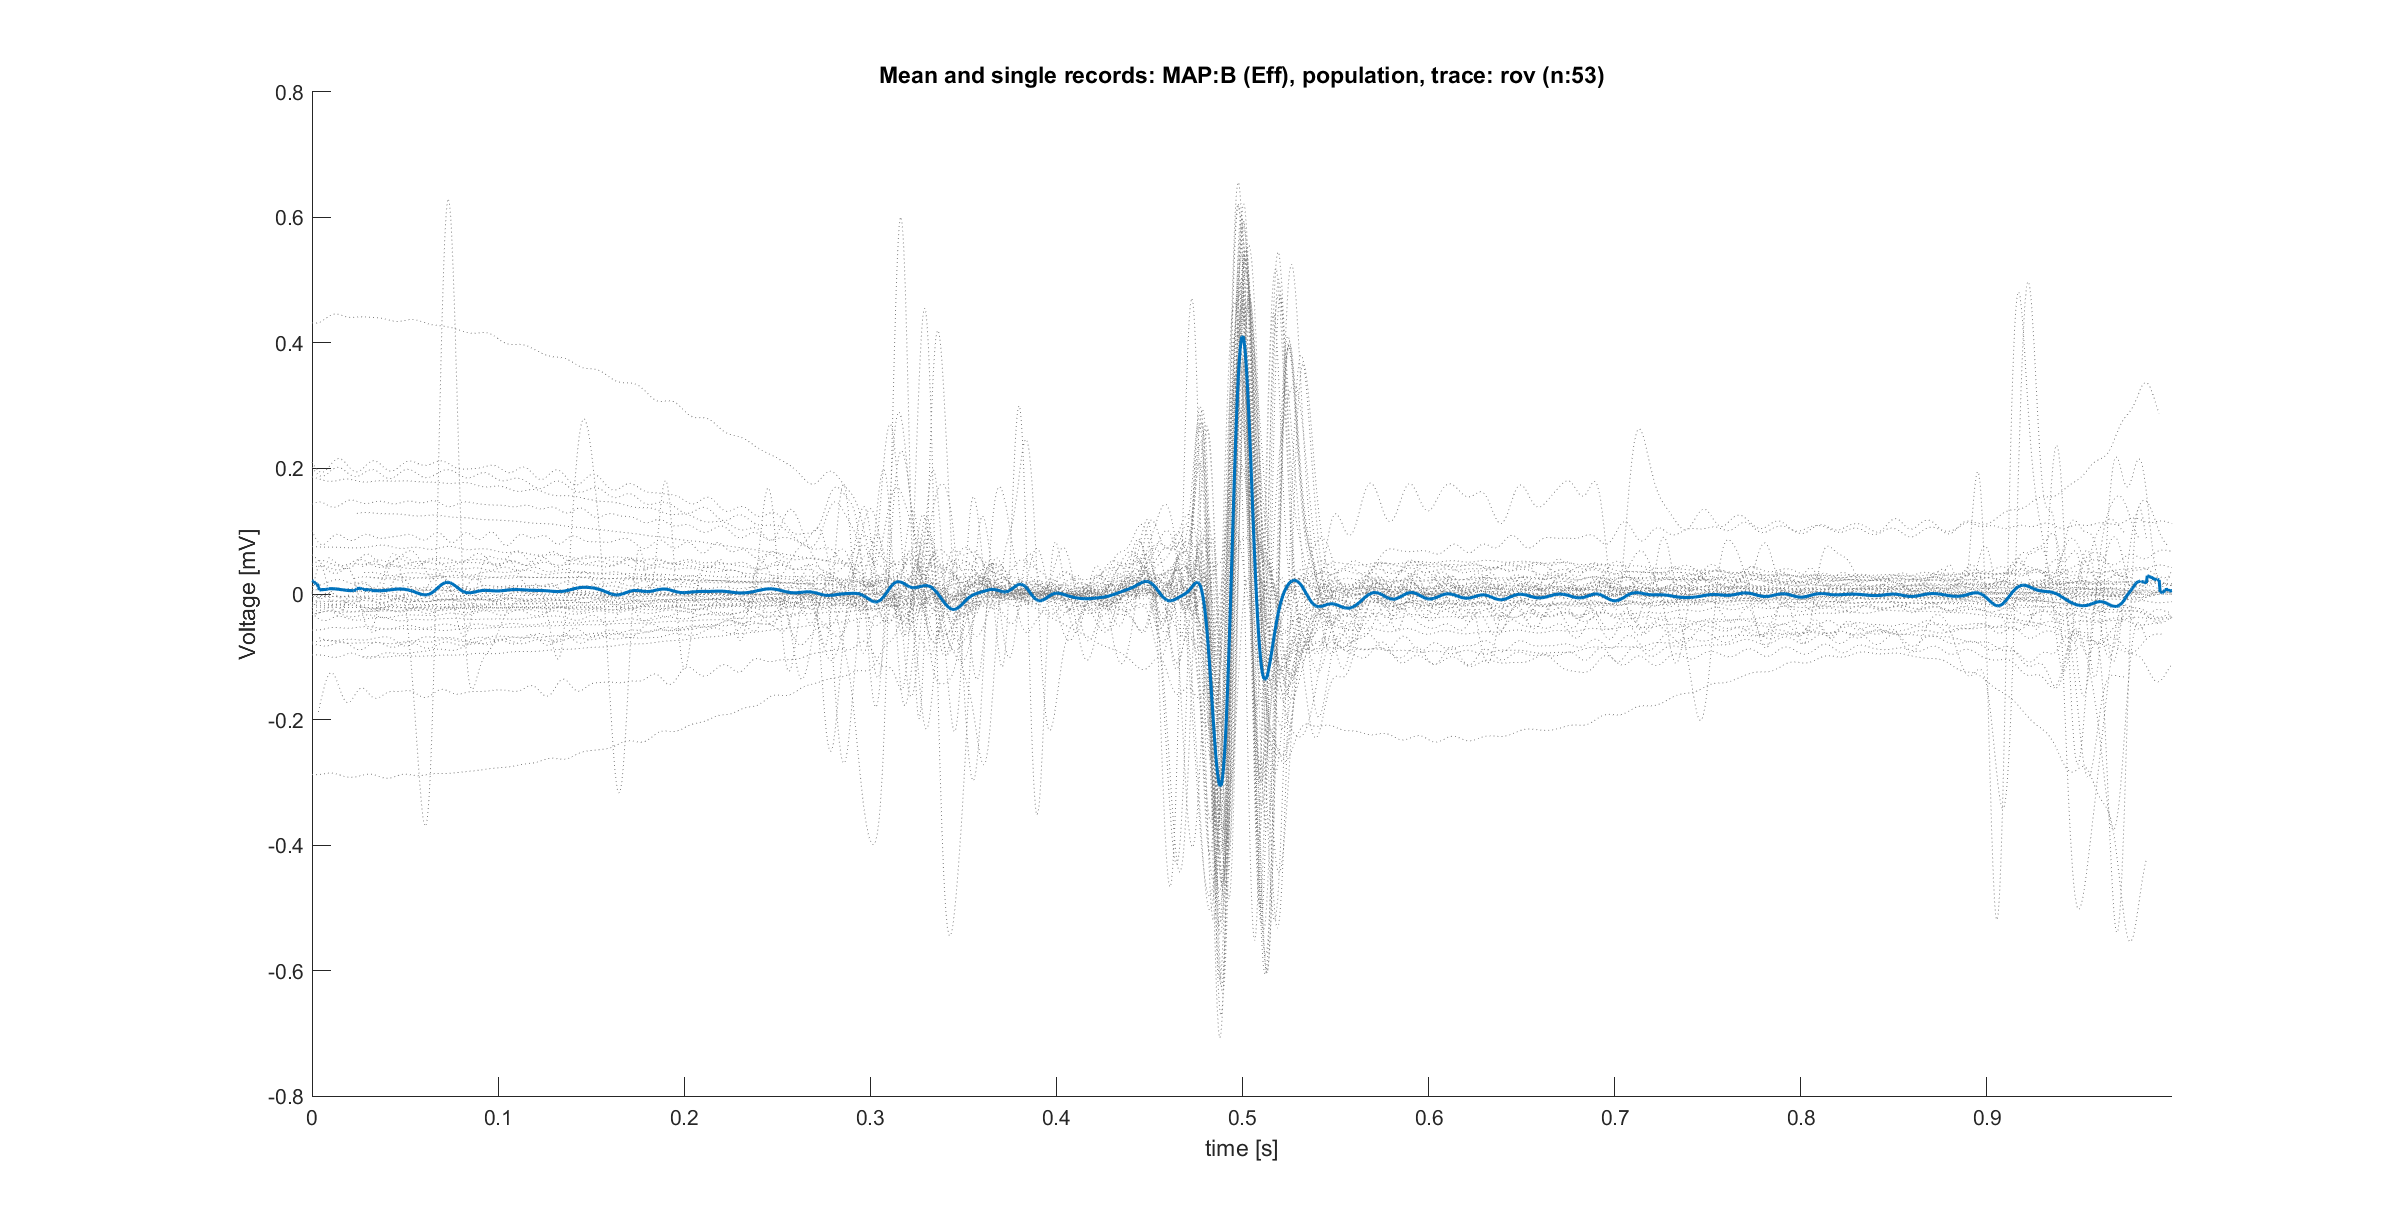 Mean and single records: MAP:B (Eff), population, trace: rov (n:53)
0.8
0.6
0.4
0.2
0
-0.2
-0.4
-0.6
-0.8
Voltage [mV]
0 0.1 0.2 0.3 0.4 0.5 0.6 0.7 0.8 0.9
time [s]